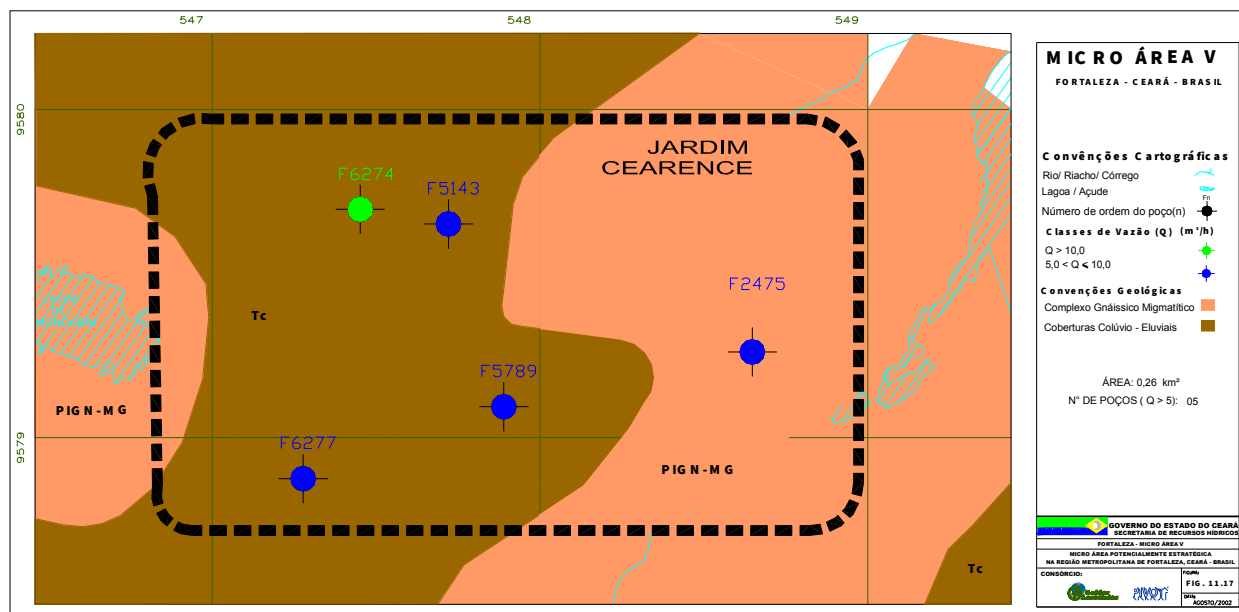 547
548
549
9580
9579
JARDIM
CEARENCE
F6274
F5143
F2475
F5789
F6277
Tc
PIGN-MG
PIGN-MG
Tc
MICRO ÁREA V
FORTALEZA - CEARÁ - BRASIL
Convênções Cartográficas
Rio/ Riacho/ Córrego
Lagoa / Açude
Fn
Número de ordem do poço(n)
Classes de Vazão (Q) (m³/h)
Q > 10,0
5,0 < Q ≤ 10,0
Convenções Geológicas
Complexo Gnáissico Migmatítico
Coberturas Colúvio - Eluviais
ÁREA: 0,26 km²
N° DE POÇOS ( Q > 5): 05
GOVERNO DO ESTADO DO CEARÁ
SECRETARIA DE RECURSOS HÍDRICOS
FORTALEZA - MICRO ÁREA V
MICRO ÁREA POTENCIALMENTE ESTRATÉGICA
NA REGIÃO METROPOLITANA DE FORTALEZA, CEARÁ - BRASIL
CONSÓRCIO:
FIGURA:
FIG. 11.17
DATA:
AGOSTO/2002